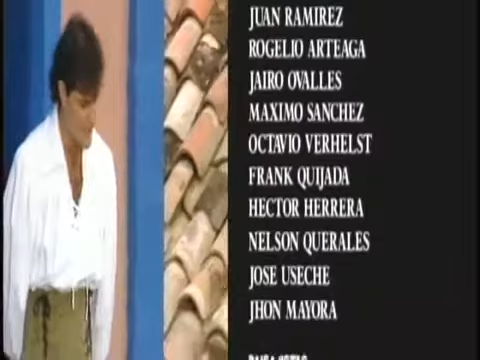 JUAN RAMIREZ
ROGELIO ARTEAGA
JAIRO OVALLES
MAXIMO SANCHEZ
OCTAVIO VERHELST
FRANK QUIJADA
HECTOR HERRERA
NELSON QUERALES
JOSE USECHE
JHON MAYORA